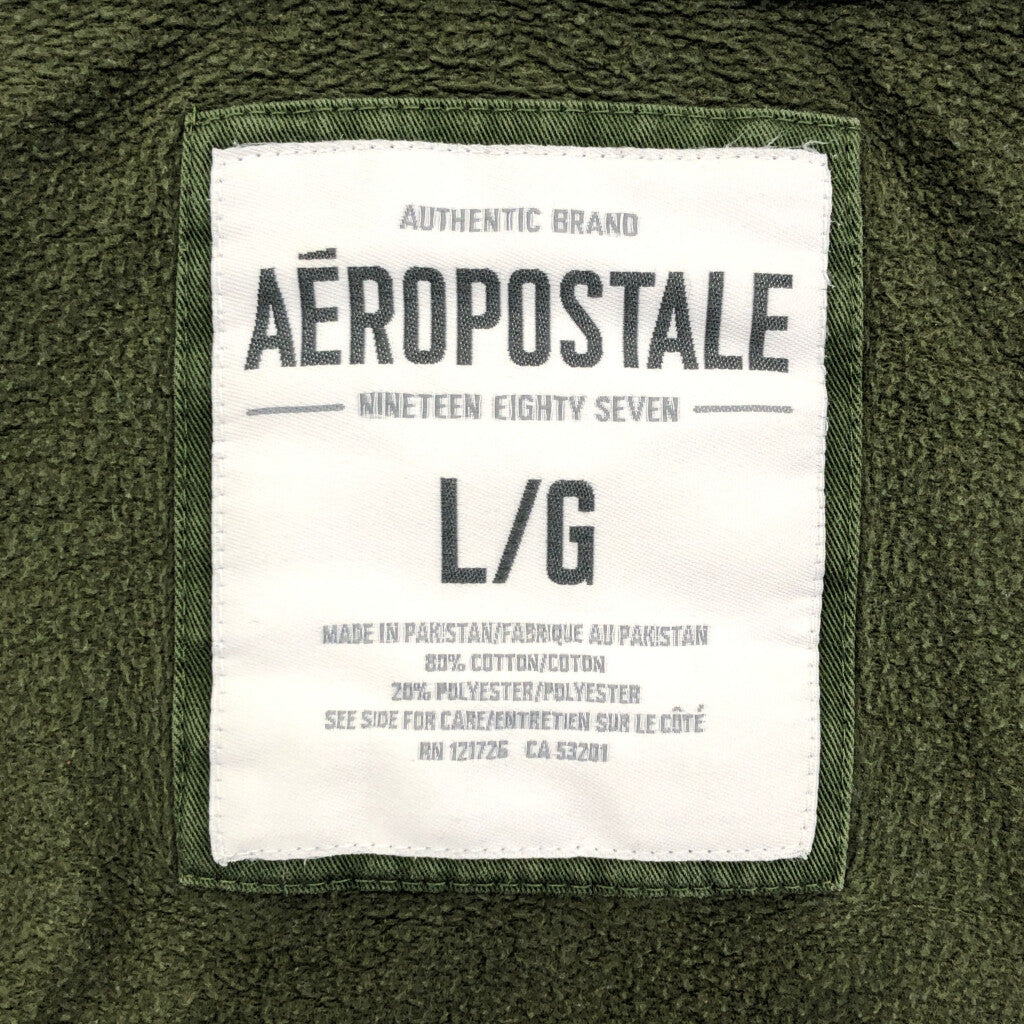 AUTHENTIC BRAND
AÉROPOSTALE
NINETEEN EIGHTY SEVEN
L/G
MADE IN PAKISTAN/FABRIQUE AU PAKISTAN
80% COTTON/COTON
20% POLYESTER/POLYESTER
SEE SIDE FOR CARE/ENTRETIEN SUR LE CÔTÉ
RN 121726 CA 53201